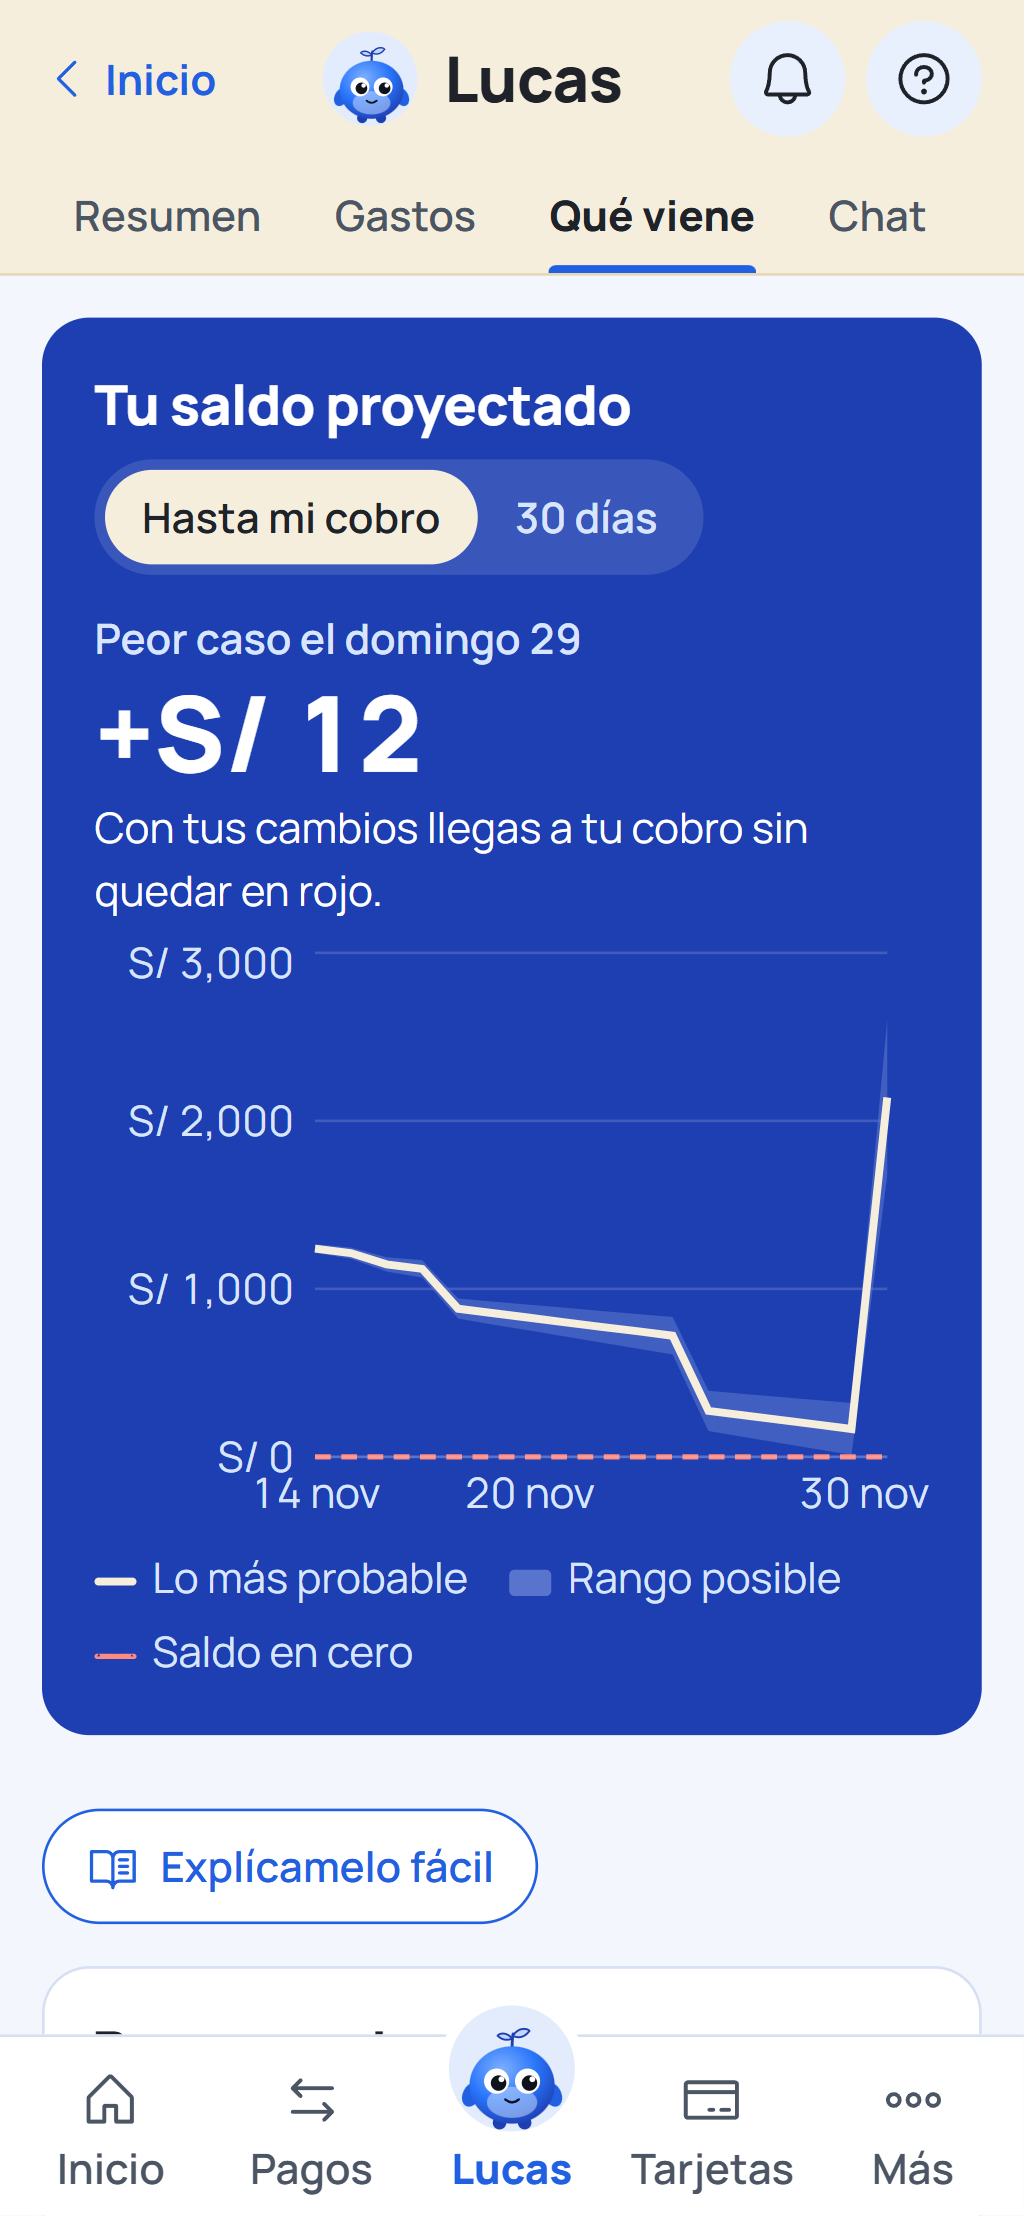 Inicio
Lucas
Resumen
Gastos
Qué viene
Chat
Tu saldo proyectado
Hasta mi cobro
30 días
Peor caso el domingo 29
+S/ 12
Con tus cambios llegas a tu cobro sin
quedar en rojo.
S/ 3,000
S/ 2,000
S/ 1,000
S/ 0
14 nov
20 nov
30 nov
Lo más probable
Rango posible
Saldo en cero
Explícamelo fácil
Inicio
Pagos
Lucas
Tarjetas
Más